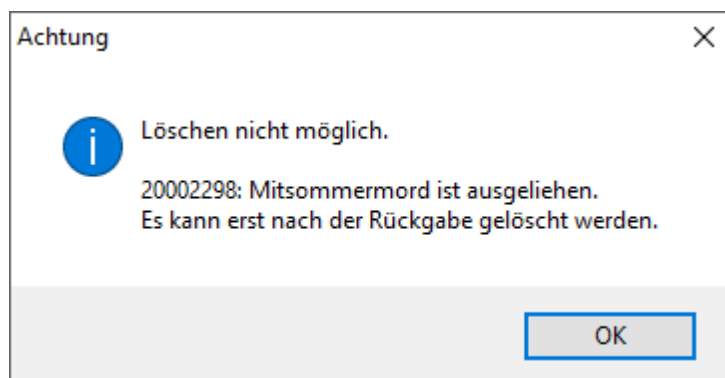 Achtung
Löschen nicht möglich.
20002298: Mitsommermord ist ausgeliehen.
Es kann erst nach der Rückgabe gelöscht werden.
OK